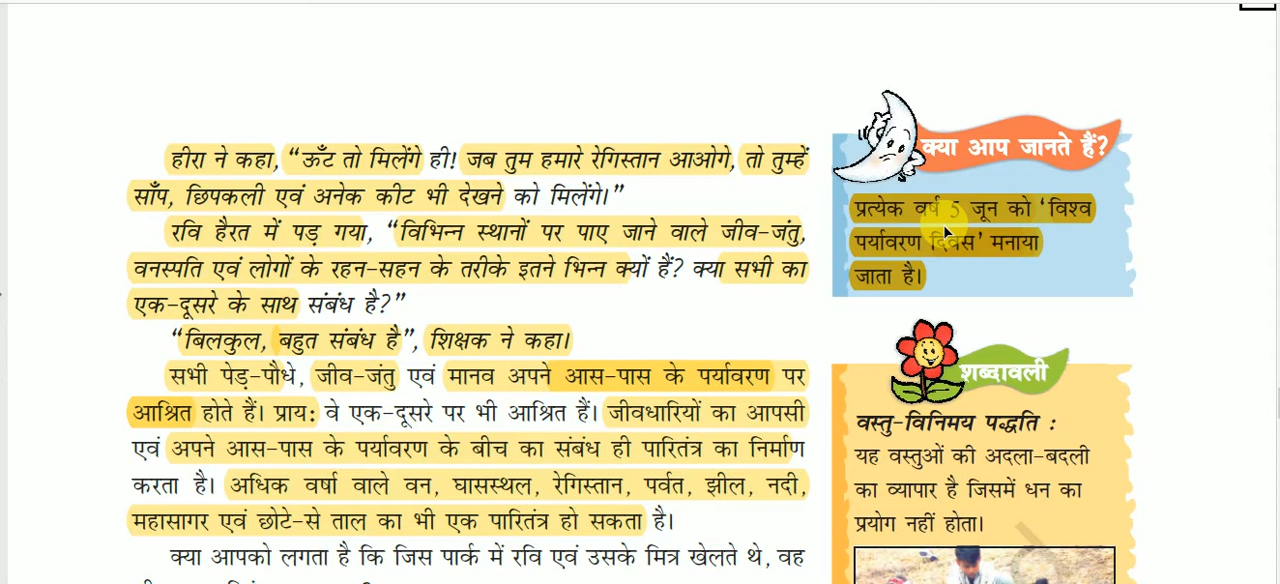 हीरा ने कहा, “ऊँट तो मिलेंगे ही! जब तुम हमारे रेगिस्तान आओगे, तो तुम्हें
साँप, छिपकली एवं अनेक कीट भी देखने को मिलेंगे।”
रवि हैरत में पड़ गया, “विभिन्न स्थानों पर पाए जाने वाले जीव-जंतु,
वनस्पति एवं लोगों के रहन-सहन के तरीके इतने भिन्न क्यों हैं? क्या सभी का
एक-दूसरे के साथ संबंध है?”
“बिलकुल, बहुत संबंध है”, शिक्षक ने कहा।
सभी पेड़-पौधे, जीव-जंतु एवं मानव अपने आस-पास के पर्यावरण पर
आश्रित होते हैं। प्राय: वे एक-दूसरे पर भी आश्रित हैं। जीवधारियों का आपसी
एवं अपने आस-पास के पर्यावरण के बीच का संबंध ही पारितंत्र का निर्माण
करता है। अधिक वर्षा वाले वन, घासस्थल, रेगिस्तान, पर्वत, झील, नदी,
महासागर एवं छोटे-से ताल का भी एक पारितंत्र हो सकता है।
क्या आपको लगता है कि जिस पार्क में रवि एवं उसके मित्र खेलते थे, वह
क्या आप जानते हैं?
प्रत्येक वर्ष 5 जून को ‘विश्व
पर्यावरण दिवस’ मनाया
जाता है।
शब्दावली
वस्तु-विनिमय पद्धति :
यह वस्तुओं की अदला-बदली
का व्यापार है जिसमें धन का
प्रयोग नहीं होता।